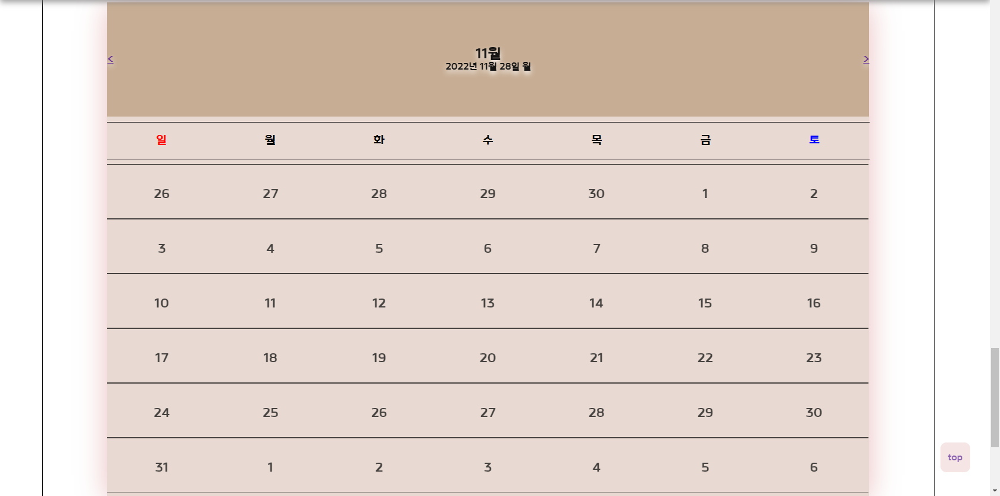 11월
2022년 11월 28일 월
< >
일 월 화 수 목 금 토
26 27 28 29 30 1 2
3 4 5 6 7 8 9
10 11 12 13 14 15 16
17 18 19 20 21 22 23
24 25 26 27 28 29 30
31 1 2 3 4 5 6
top